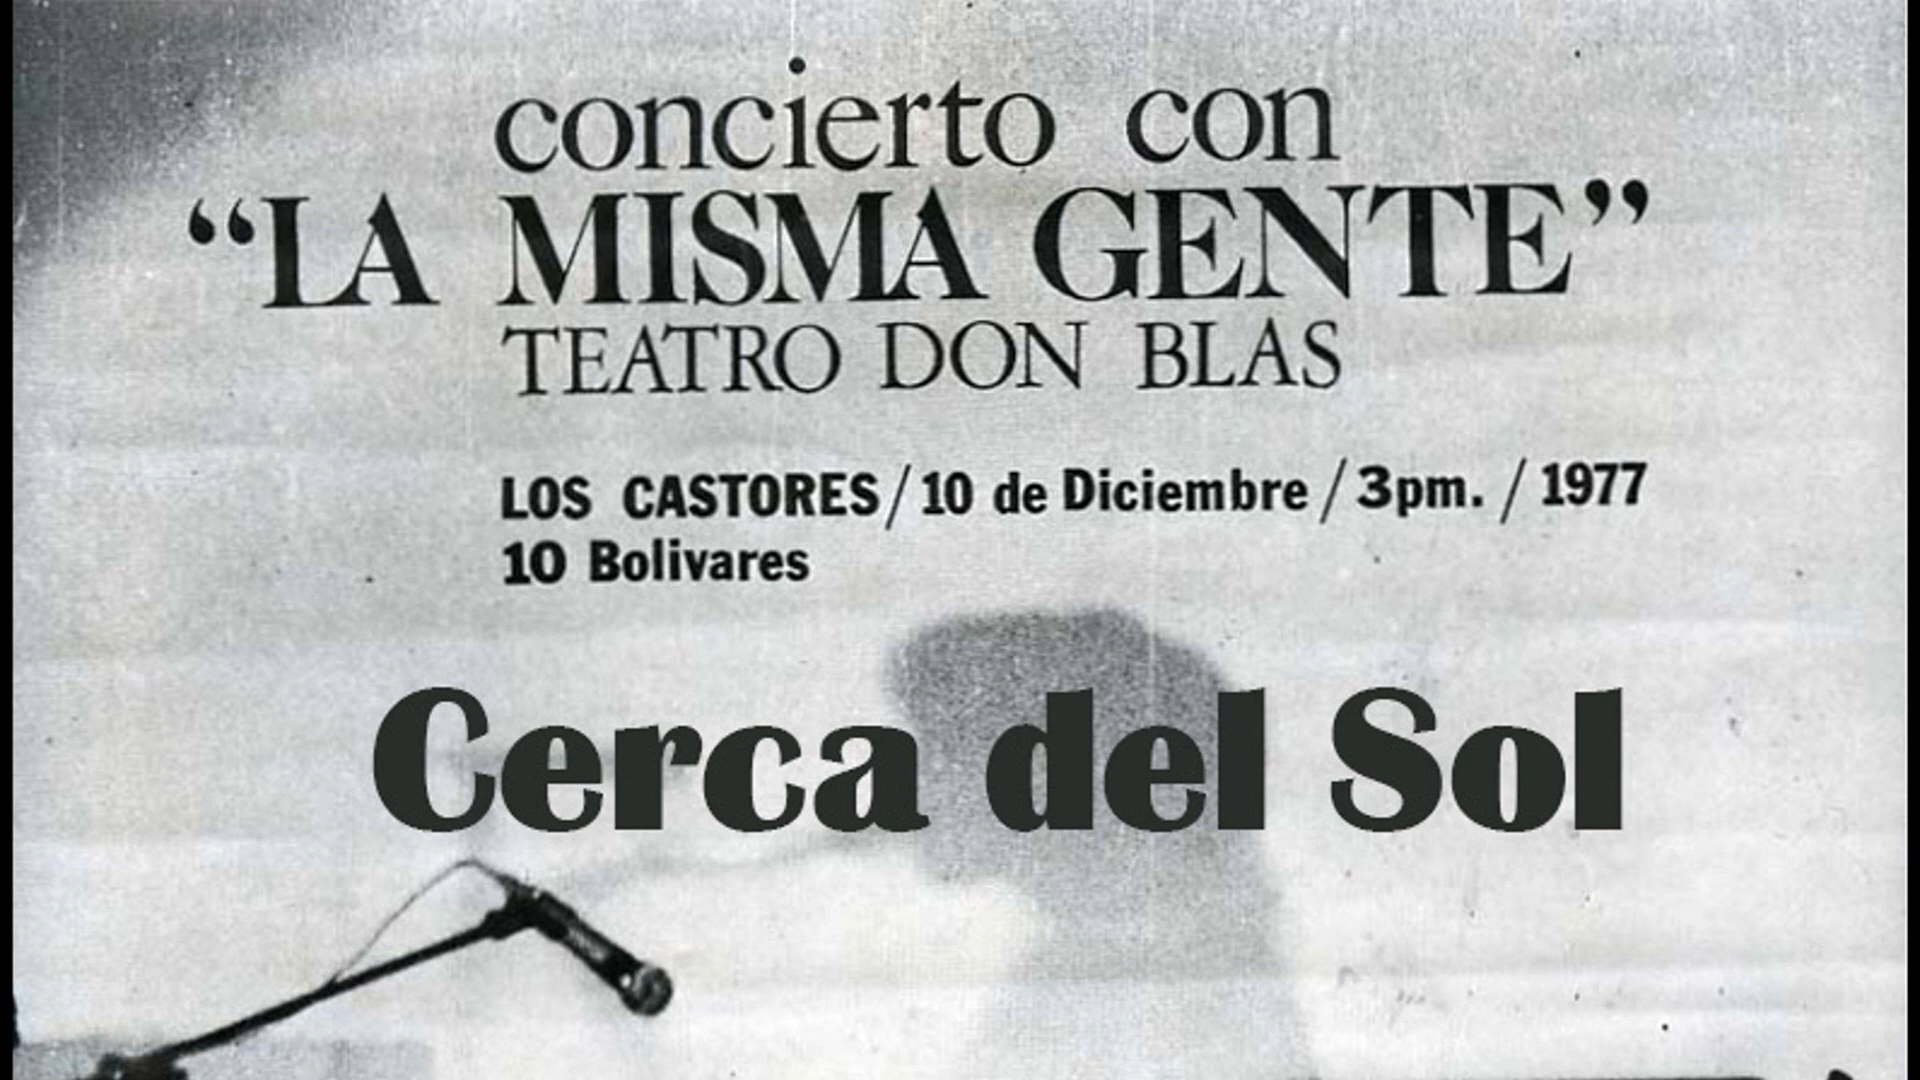 concierto con
“LA MISMA GENTE”
TEATRO DON BLAS
LOS CASTORES / 10 de Diciembre / 3pm. / 1977
10 Bolivares
Cerca del Sol